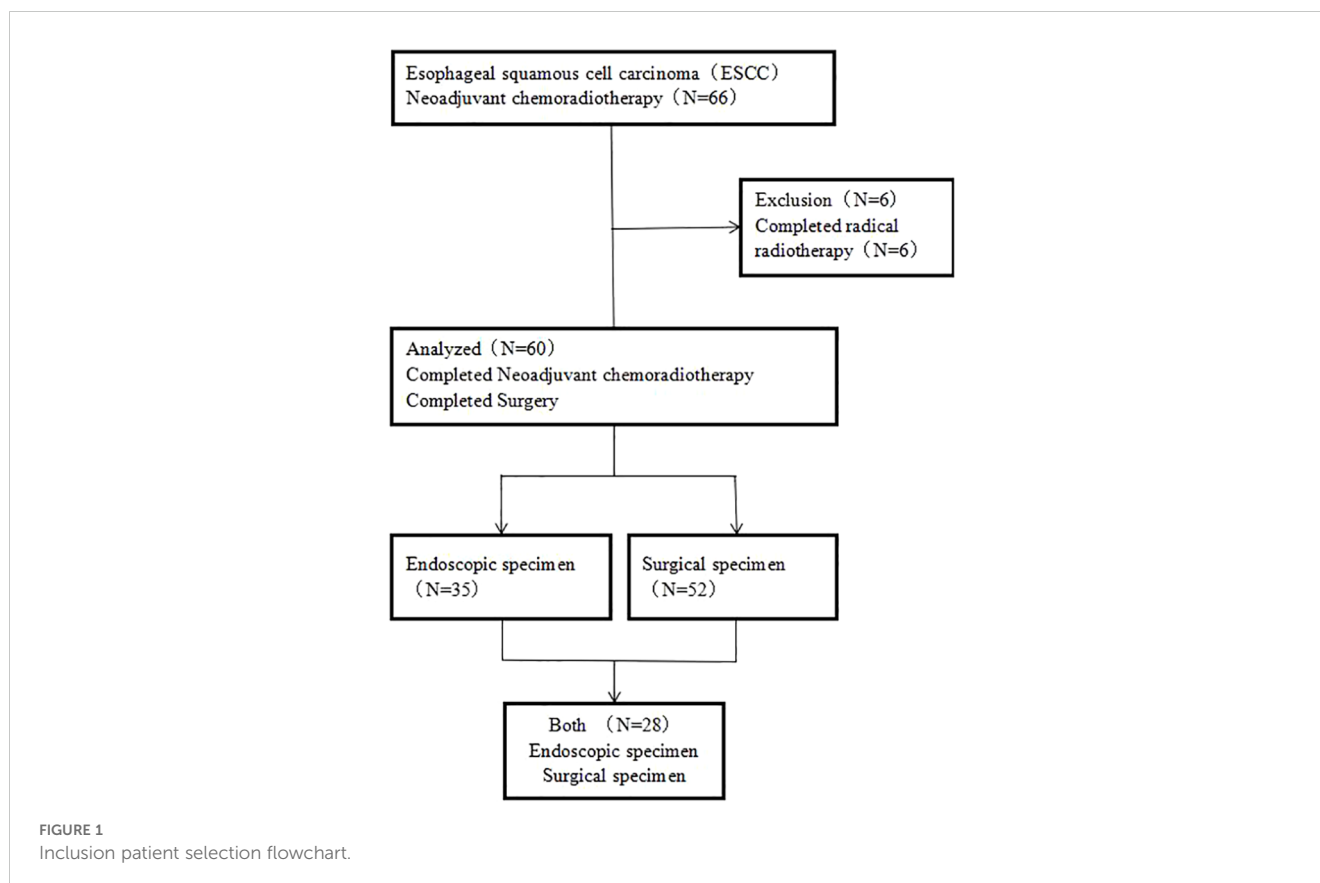 Esophageal squamous cell carcinoma（ESCC）
Neoadjuvant chemoradiotherapy（N=66）
Exclusion（N=6）
Completed radical
radiotherapy（N=6）
Analyzed（N=60）
Completed Neoadjuvant chemoradiotherapy
Completed Surgery
Endoscopic specimen
（N=35）
Surgical specimen
（N=52）
Both （N=28）
Endoscopic specimen
Surgical specimen
FIGURE 1
Inclusion patient selection flowchart.